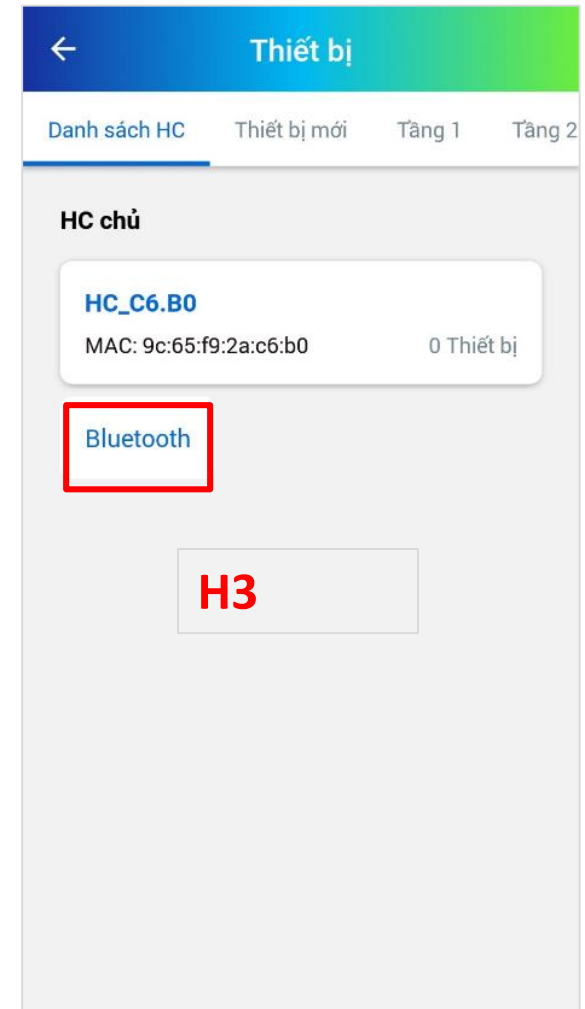 Thiết bị
Danh sách HC Thiết bị mới Tầng 1 Tầng 2
HC chủ
HC_C6.B0
MAC: 9c:65:f9:2a:c6:b0 0 Thiết bị
Bluetooth
H3